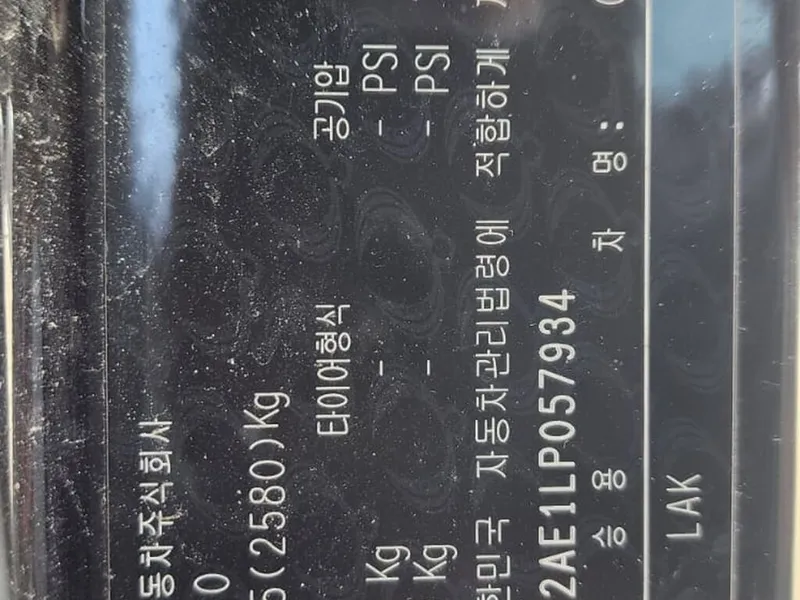 동차주식회사
0
5(2580)Kg
타이어형식 공기압
Kg - - PSI
Kg - - PSI
한민국 자동차관리법령에 적합하게
2AE1LP057934
승 용 차 명:
LAK